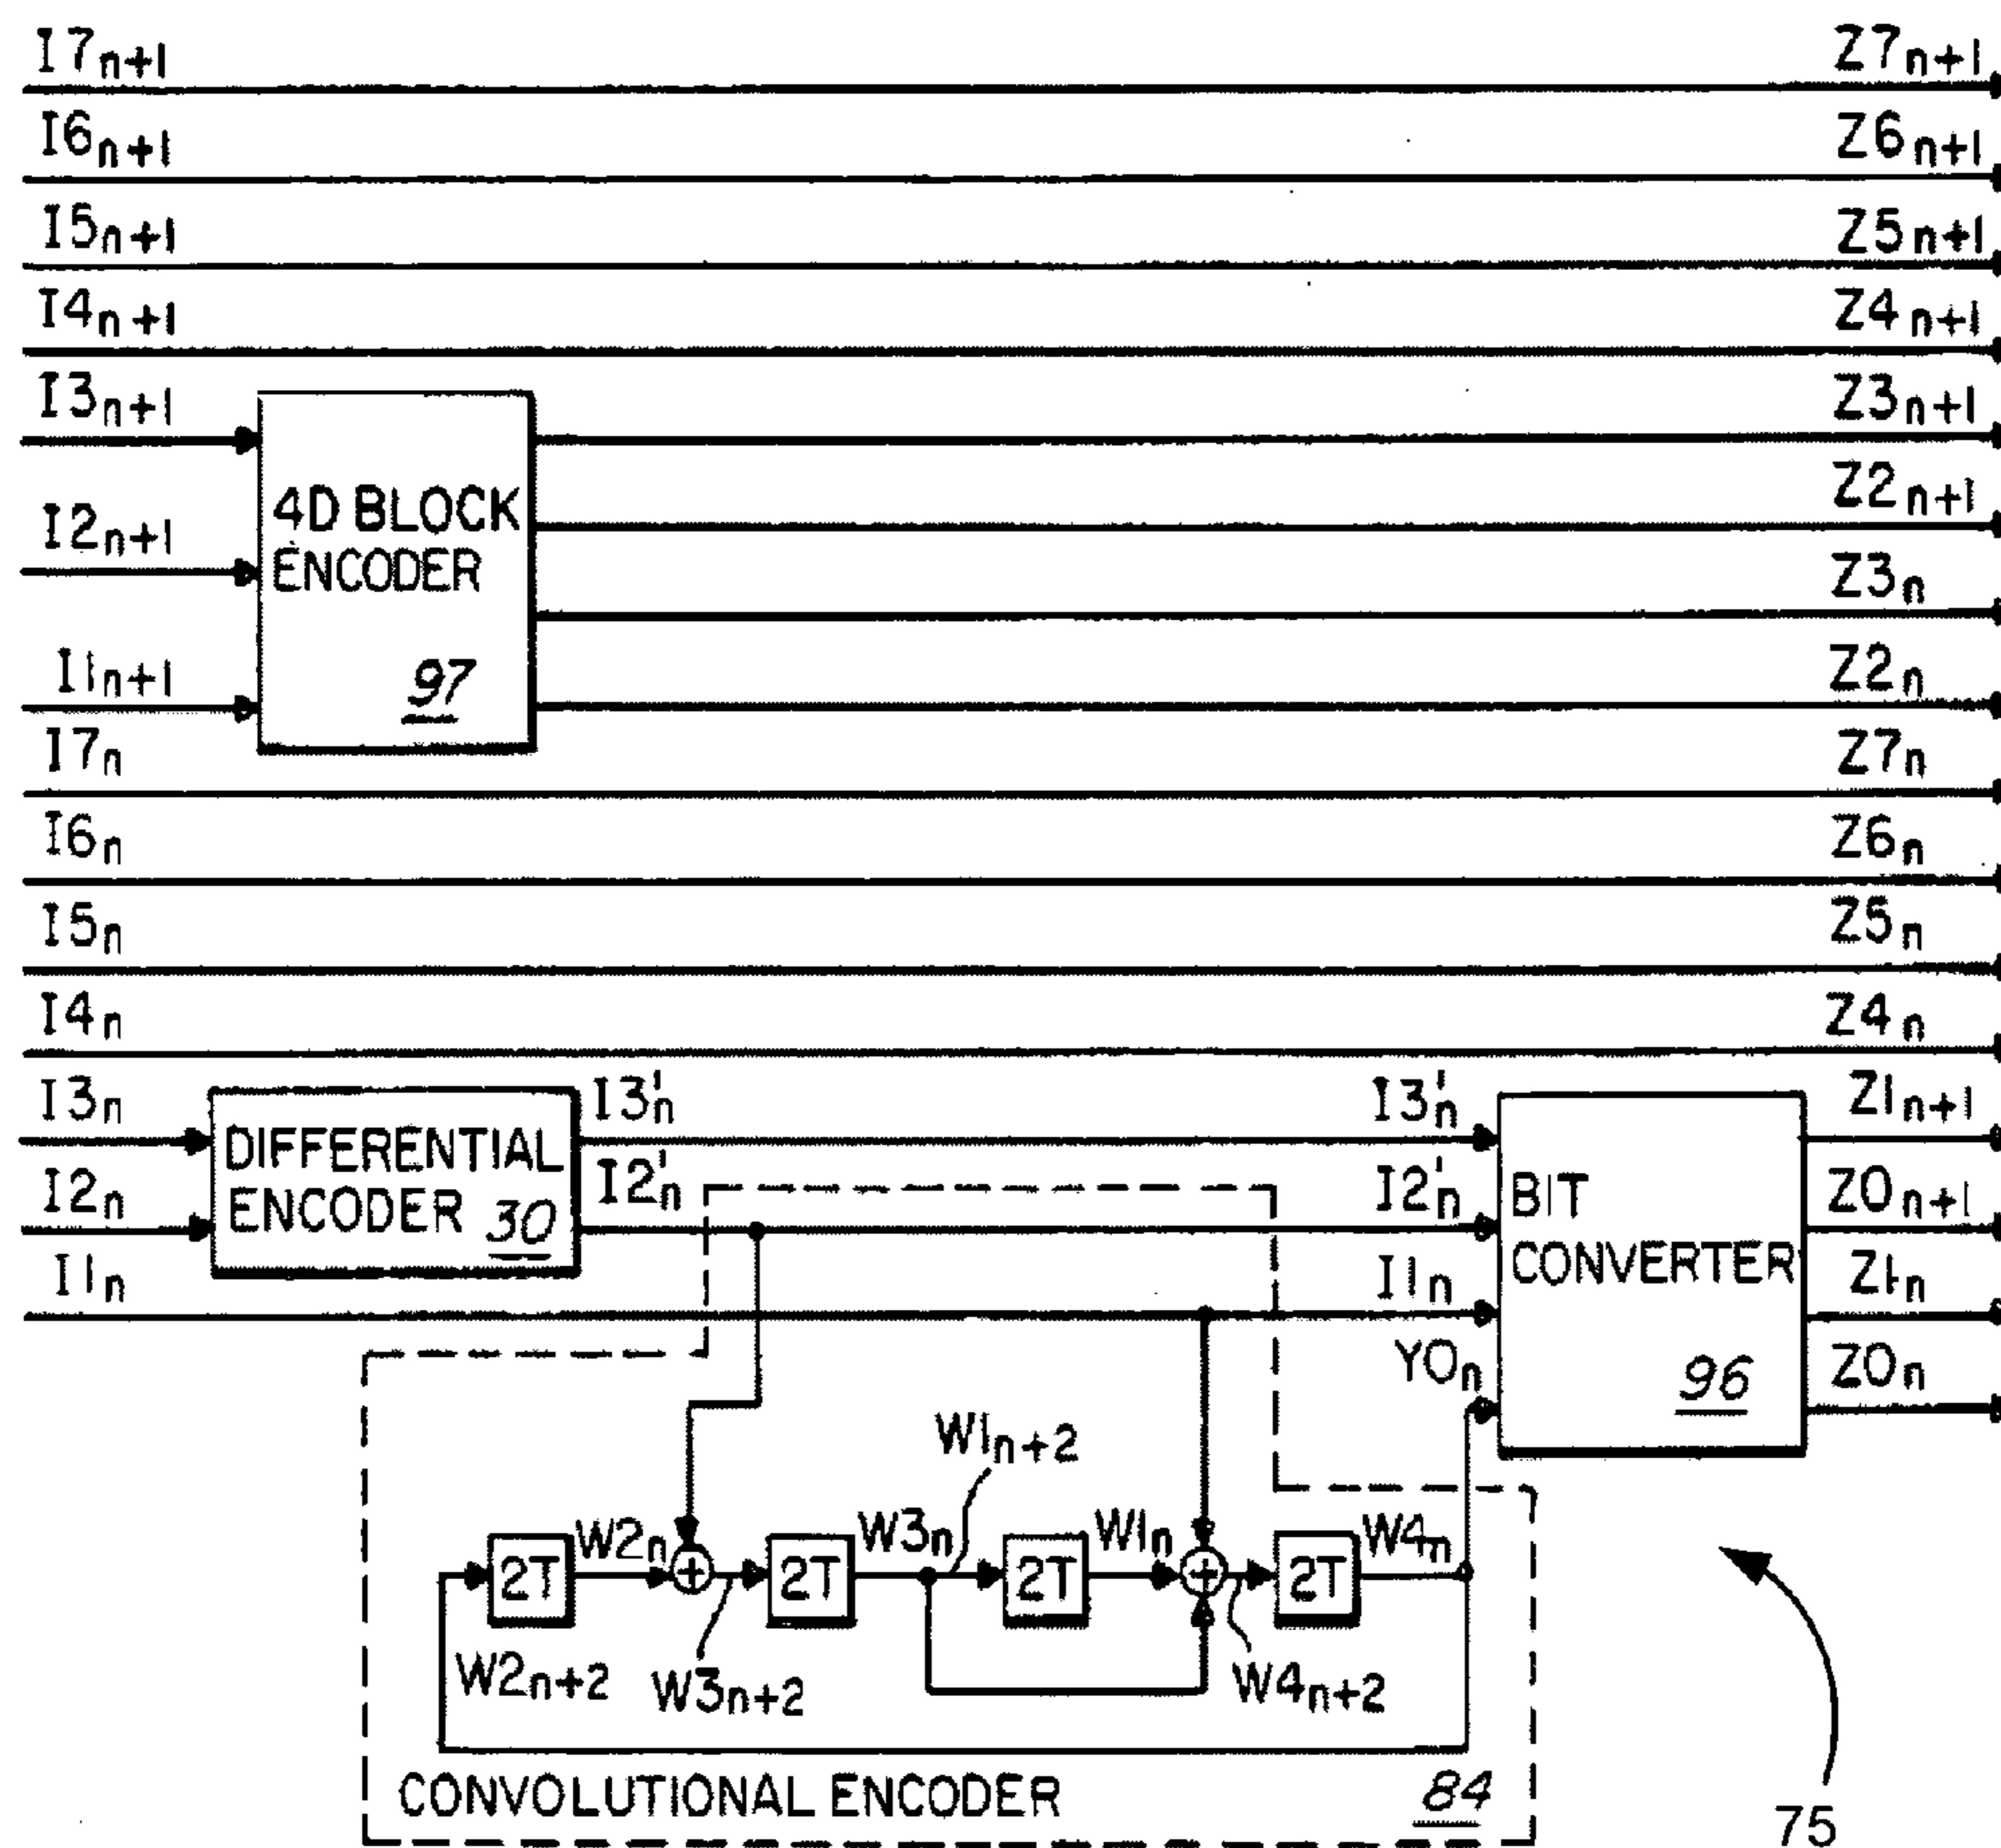 I7n+1 Z7n+1
I6n+1 Z6n+1
I5n+1 Z5n+1
I4n+1 Z4n+1
I3n+1 Z3n+1
4D BLOCK
ENCODER
97
I2n+1 Z2n+1
Z3n
I1n+1 Z2n
I7n Z7n
I6n Z6n
I5n Z5n
I4n Z4n
I3n I3'n I3'n Z1n+1
DIFFERENTIAL
ENCODER 30
I2n I2'n I2'n Z0n+1
BIT
CONVERTER
96
I1n I1n Z1n
Y0n Z0n
W1n+2
2T W2n + 2T W3n 2T W1n + 2T W4n
W2n+2 W3n+2 W4n+2
CONVOLUTIONAL ENCODER 84
75